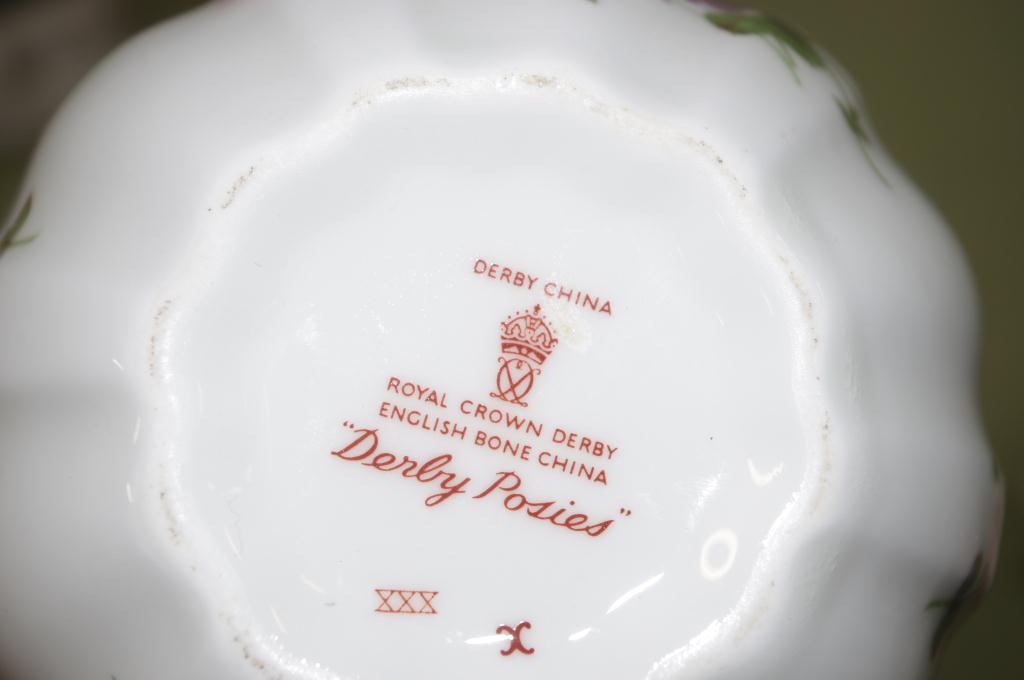 DERBY CHINA
ROYAL CROWN DERBY
ENGLISH BONE CHINA
"Derby Posies"
XXX